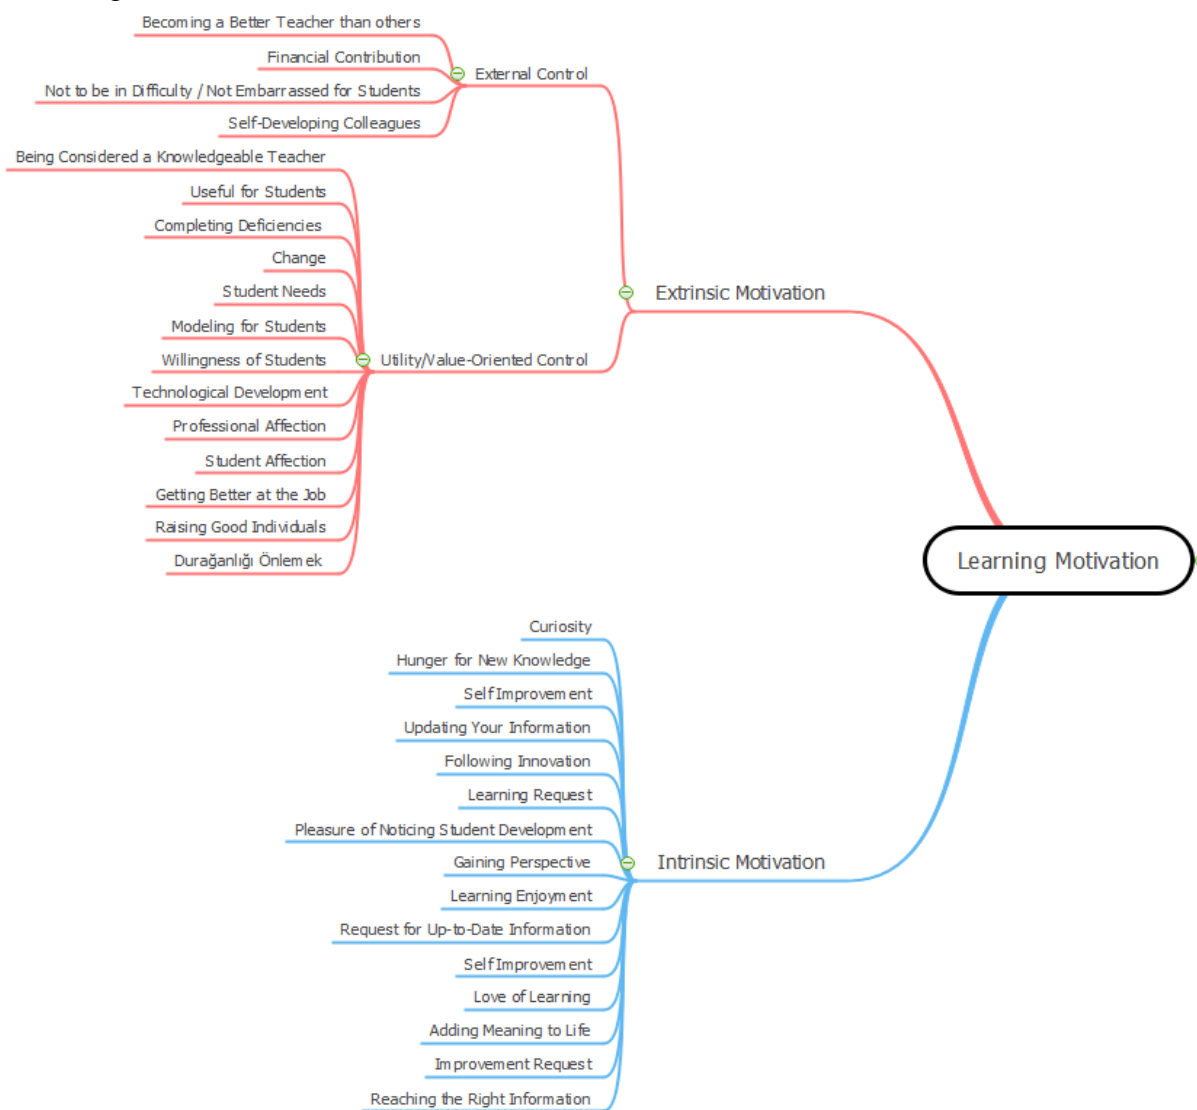 Becoming a Better Teacher than others
Financial Contribution
External Control
Not to be in Difficulty / Not Embarrassed for Students
Self-Developing Colleagues
Being Considered a Knowledgeable Teacher
Useful for Students
Completing Deficiencies
Change
Student Needs
Extrinsic Motivation
Modeling for Students
Willingness of Students
Utility/Value-Oriented Control
Technological Development
Professional Affection
Student Affection
Getting Better at the Job
Raising Good Individuals
Durağanlığı Önlemek
Learning Motivation
Curiosity
Hunger for New Knowledge
Self Improvement
Updating Your Information
Following Innovation
Learning Request
Pleasure of Noticing Student Development
Gaining Perspective
Intrinsic Motivation
Learning Enjoyment
Request for Up-to-Date Information
Self Improvement
Love of Learning
Adding Meaning to Life
Improvement Request
Reaching the Right Information